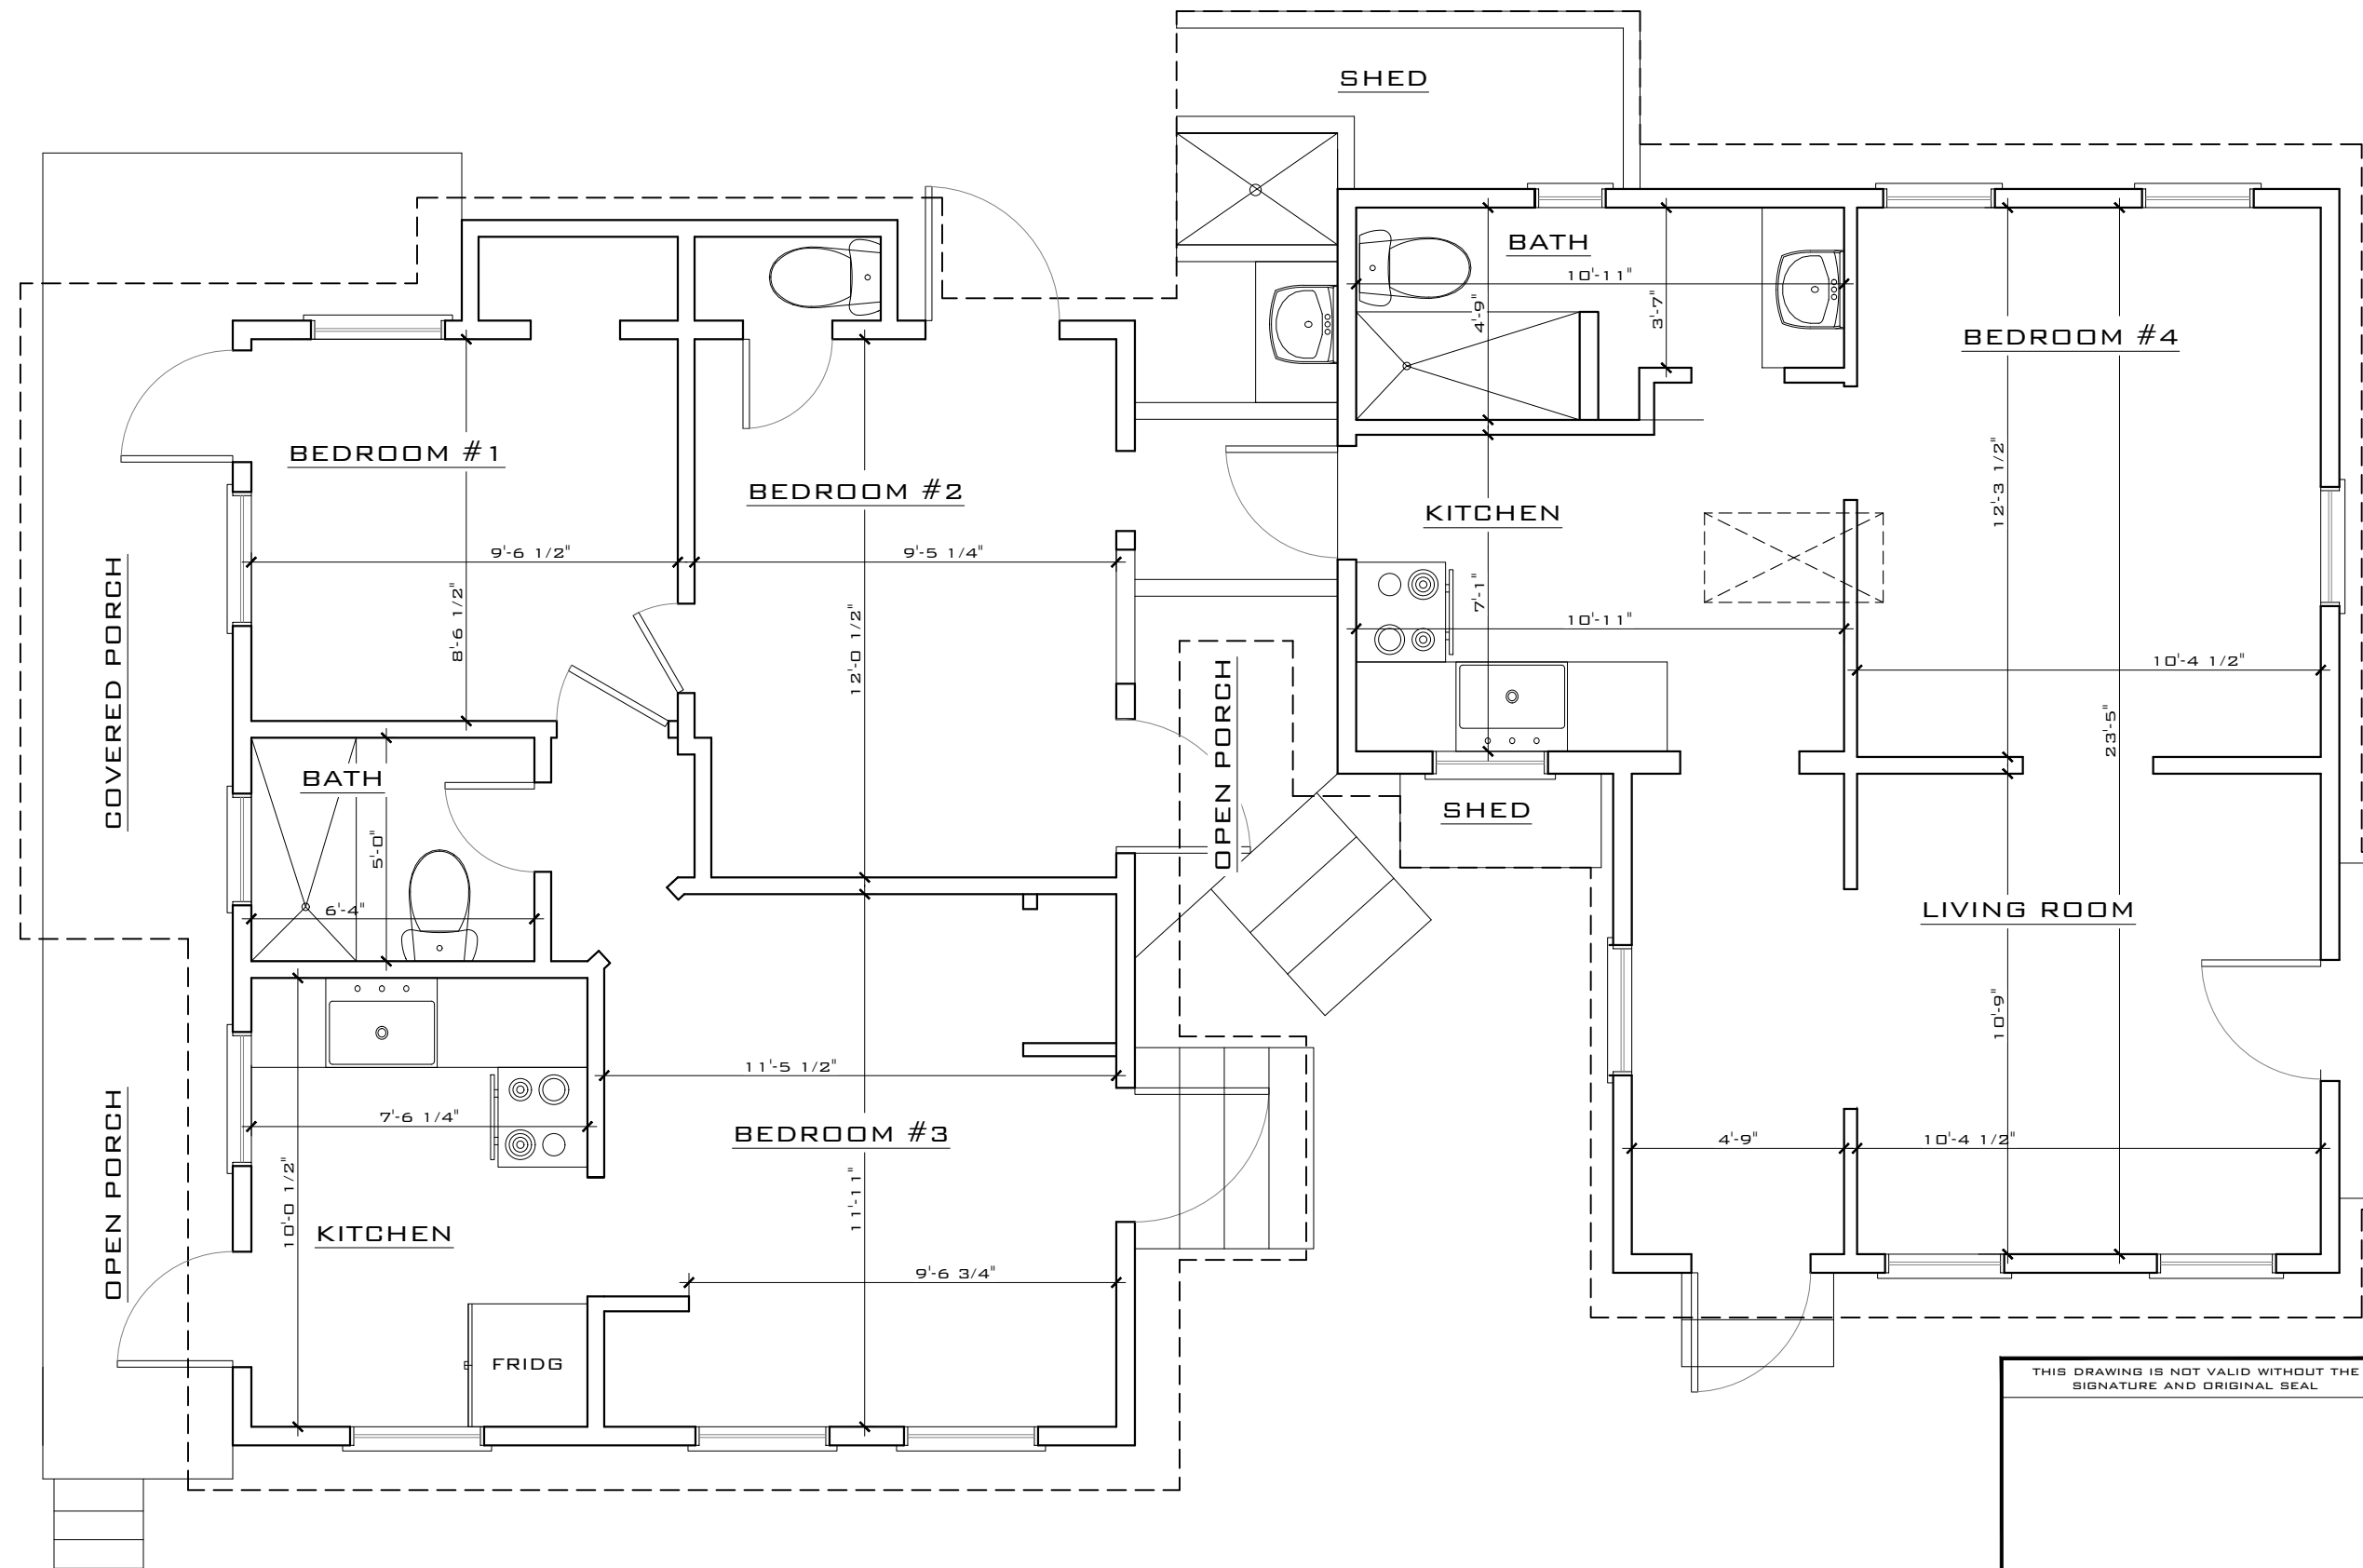 SHED
BATH
10'-11"
4'-9"
3'-7"
BEDROOM #4
BEDROOM #1
BEDROOM #2
12'-3 1/2"
KITCHEN
9'-6 1/2"
9'-5 1/4"
7'-1"
10'-11"
8'-6 1/2"
12'-0 1/2"
COVERED PORCH
OPEN PORCH
10'-4 1/2"
23'-5"
BATH
SHED
5'-0"
6'-4"
LIVING ROOM
10'-9"
11'-5 1/2"
7'-6 1/4"
BEDROOM #3
4'-9"
10'-4 1/2"
OPEN PORCH
10'-0 1/2"
11'-11"
KITCHEN
9'-6 3/4"
FRIDG
THIS DRAWING IS NOT VALID WITHOUT THE
SIGNATURE AND ORIGINAL SEAL